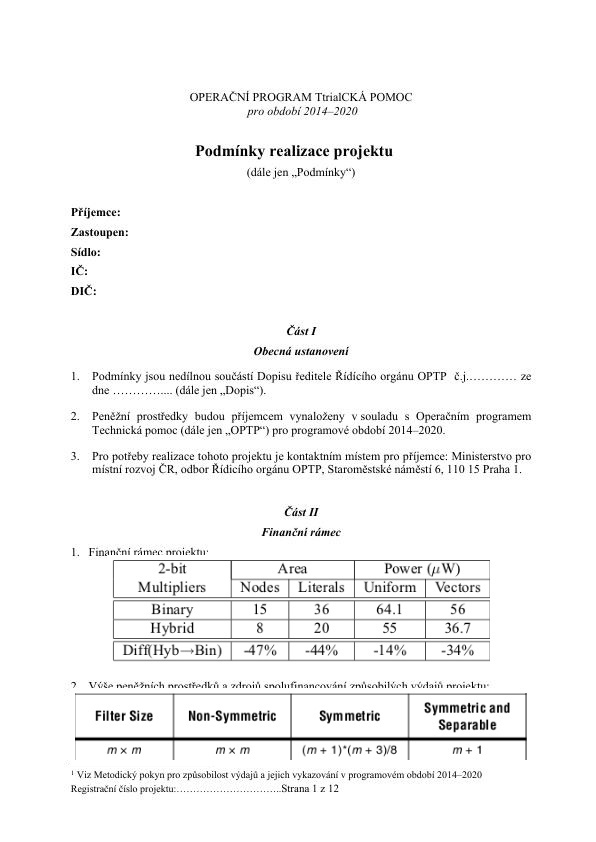 OPERAČNÍ PROGRAM TtrialCKÁ POMOC
pro období 2014–2020
Podmínky realizace projektu
(dále jen „Podmínky“)
Příjemce:
Zastoupen:
Sídlo:
IČ:
DIČ:
Část I
Obecná ustanovení
1. Podmínky jsou nedílnou součástí Dopisu ředitele Řídícího orgánu OPTP č.j.………… ze
dne ………….... (dále jen „Dopis“).
2. Peněžní prostředky budou příjemcem vynaloženy v souladu s Operačním programem
Technická pomoc (dále jen „OPTP“) pro programové období 2014–2020.
3. Pro potřeby realizace tohoto projektu je kontaktním místem pro příjemce: Ministerstvo pro
místní rozvoj ČR, odbor Řídicího orgánu OPTP, Staroměstské náměstí 6, 110 15 Praha 1.
Část II
Finanční rámec
1. Finanční rámec projektu:
2-bit Area Power (μW)
Multipliers Nodes Literals Uniform Vectors
Binary 15 36 64.1 56
Hybrid 8 20 55 36.7
Diff(Hyb→Bin) -47% -44% -14% -34%
2. Výše peněžních prostředků a zdrojů spolufinancování způsobilých výdajů projektu:
Filter Size Non-Symmetric Symmetric Symmetric and
Separable
m × m m × m (m + 1)*(m + 3)/8 m + 1
¹ Viz Metodický pokyn pro způsobilost výdajů a jejich vykazování v programovém období 2014–2020
Registrační číslo projektu:…………………………..Strana 1 z 12